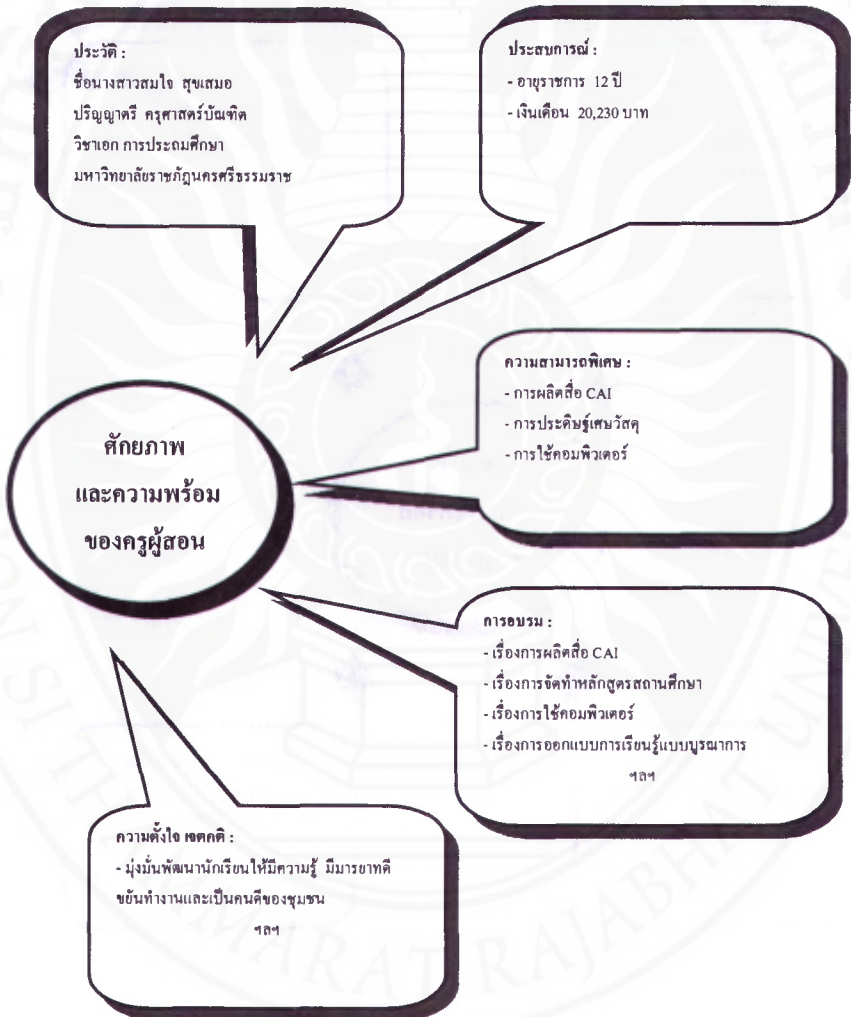 ประวัติ :
ชื่อนางสาวสมใจ สุขเสมอ
ปริญญาตรี ครุศาสตร์บัณฑิต
วิชาเอก การประถมศึกษา
มหาวิทยาลัยราชภัฏนครศรีธรรมราช
ประสบการณ์ :
- อายุราชการ 12 ปี
- เงินเดือน 20,230 บาท
ความสามารถพิเศษ :
- การผลิตสื่อ CAI
- การประดิษฐ์เศษวัสดุ
- การใช้คอมพิวเตอร์
ศักยภาพ
และความพร้อม
ของครูผู้สอน
การอบรม :
- เรื่องการผลิตสื่อ CAI
- เรื่องการจัดทำหลักสูตรสถานศึกษา
- เรื่องการใช้คอมพิวเตอร์
- เรื่องการออกแบบการเรียนรู้แบบบูรณาการ
ฯลฯ
ความตั้งใจ เจตคติ :
- มุ่งมั่นพัฒนานักเรียนให้มีความรู้ มีมารยาทดี
ขยันทำงานและเป็นคนดีของชุมชน
ฯลฯ